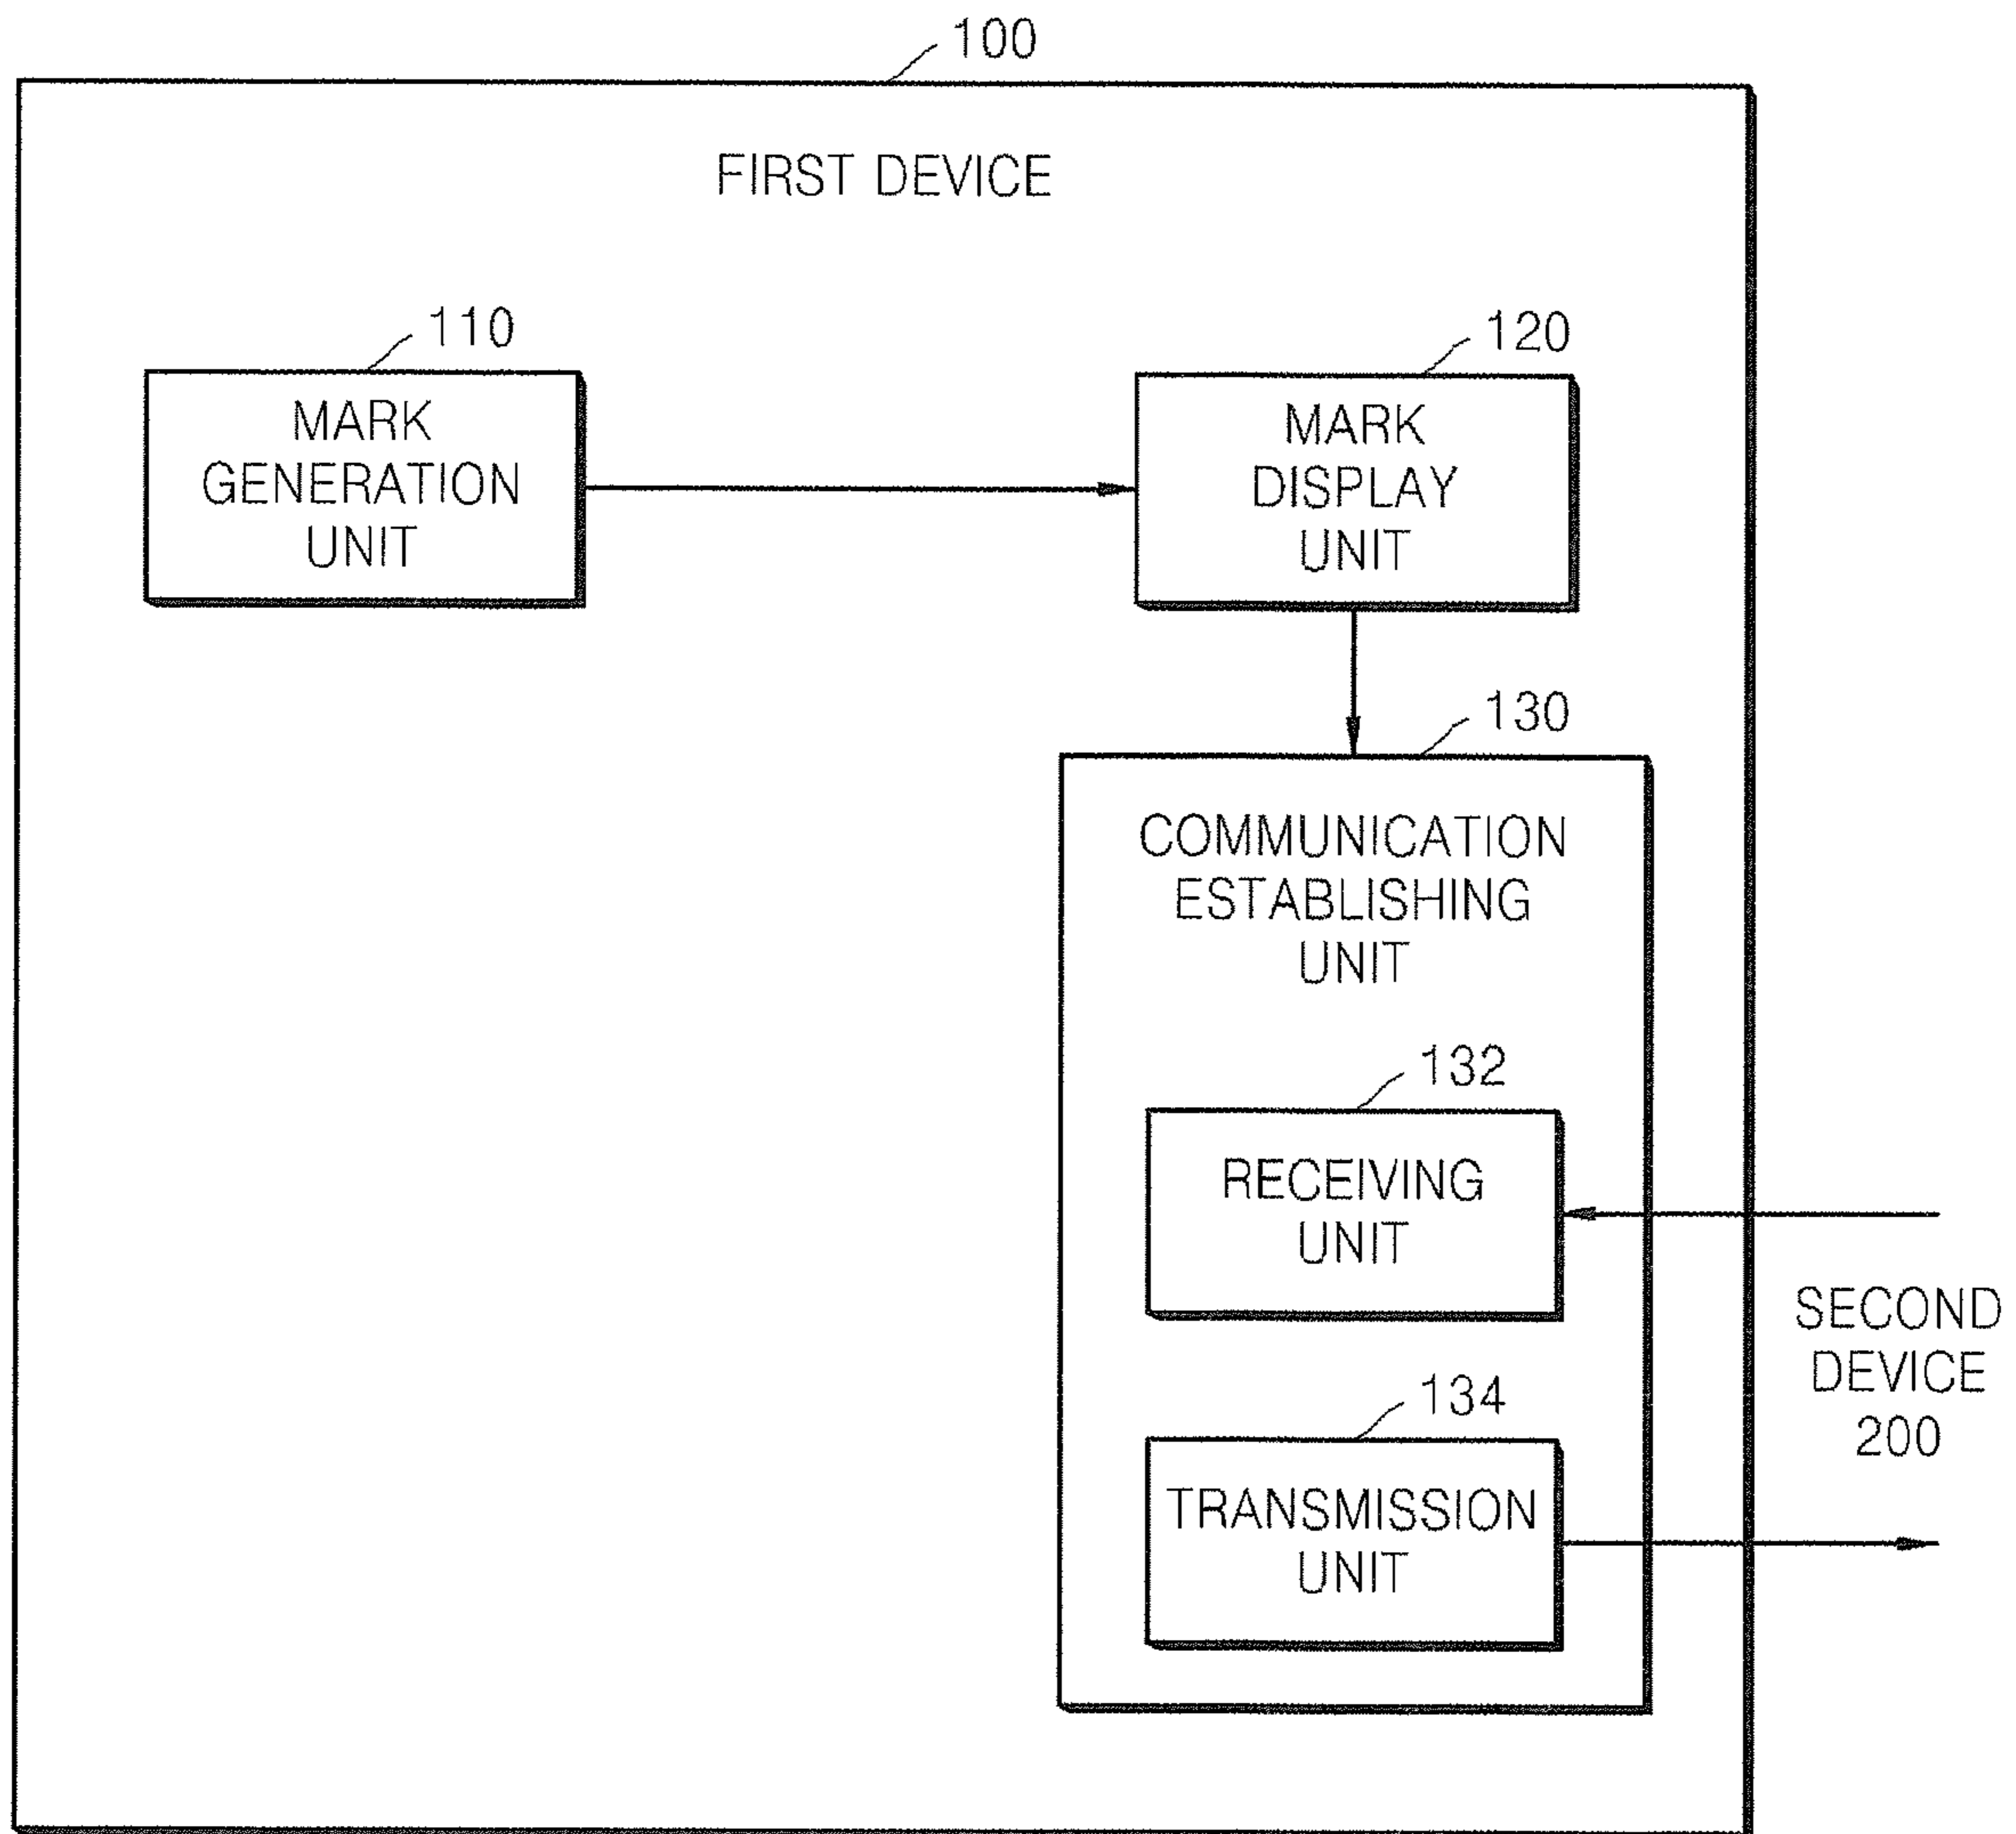 100
FIRST DEVICE
110
MARK
GENERATION
UNIT
120
MARK
DISPLAY
UNIT
130
COMMUNICATION
ESTABLISHING
UNIT
132
RECEIVING
UNIT
134
TRANSMISSION
UNIT
SECOND
DEVICE
200